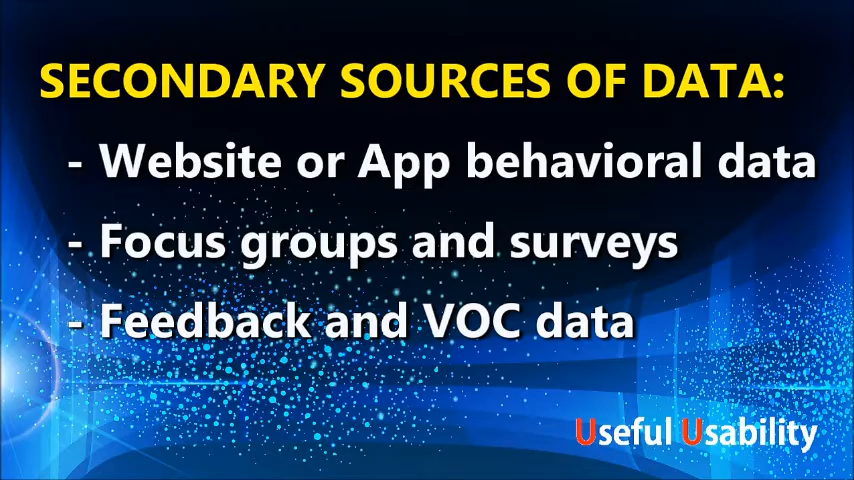 SECONDARY SOURCES OF DATA:
- Website or App behavioral data
- Focus groups and surveys
- Feedback and VOC data
Useful Usability